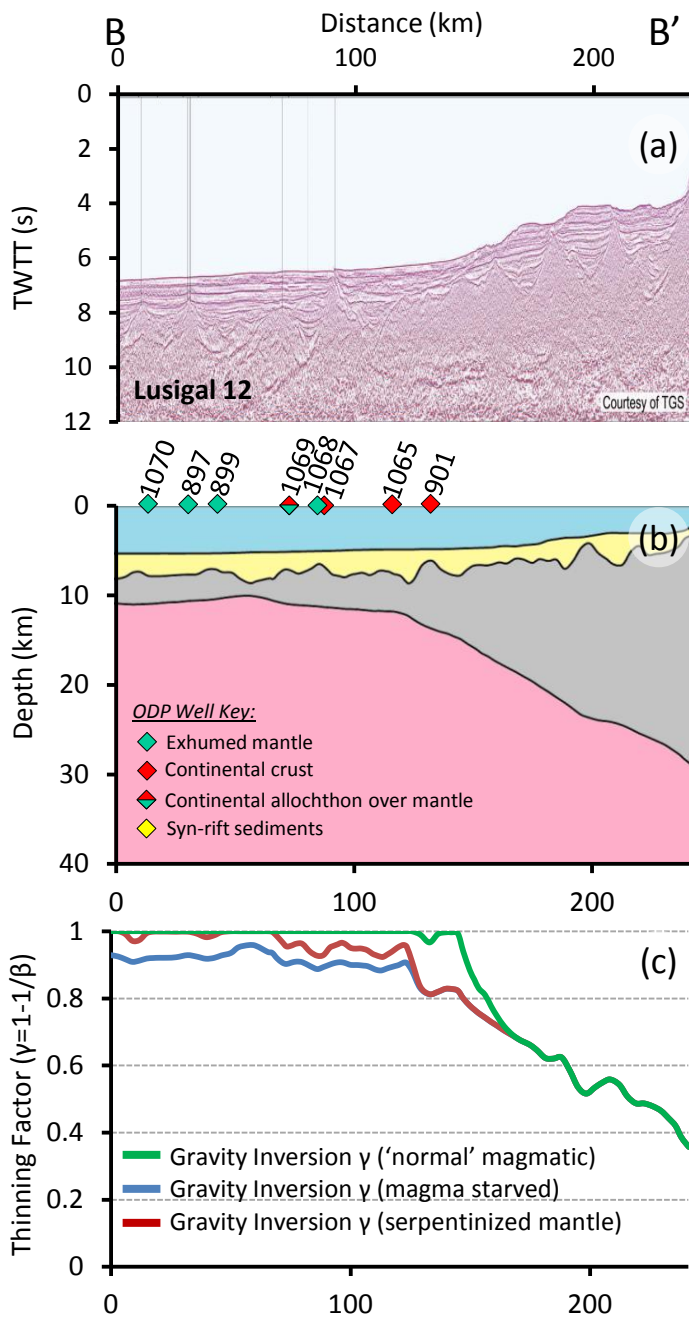 B
Distance (km)
B’
0
100
200
0
2
4
6
8
10
12
TWTT (s)
(a)
Lusigal 12
Courtesy of TGS
1070
897
899
1069
1068
1067
1065
901
0
10
20
30
40
Depth (km)
(b)
ODP Well Key:
Exhumed mantle
Continental crust
Continental allochthon over mantle
Syn-rift sediments
0
100
200
1
0.8
0.6
0.4
0.2
0
Thinning Factor (γ=1-1/β)
(c)
Gravity Inversion γ (‘normal’ magmatic)
Gravity Inversion γ (magma starved)
Gravity Inversion γ (serpentinized mantle)
0
100
200